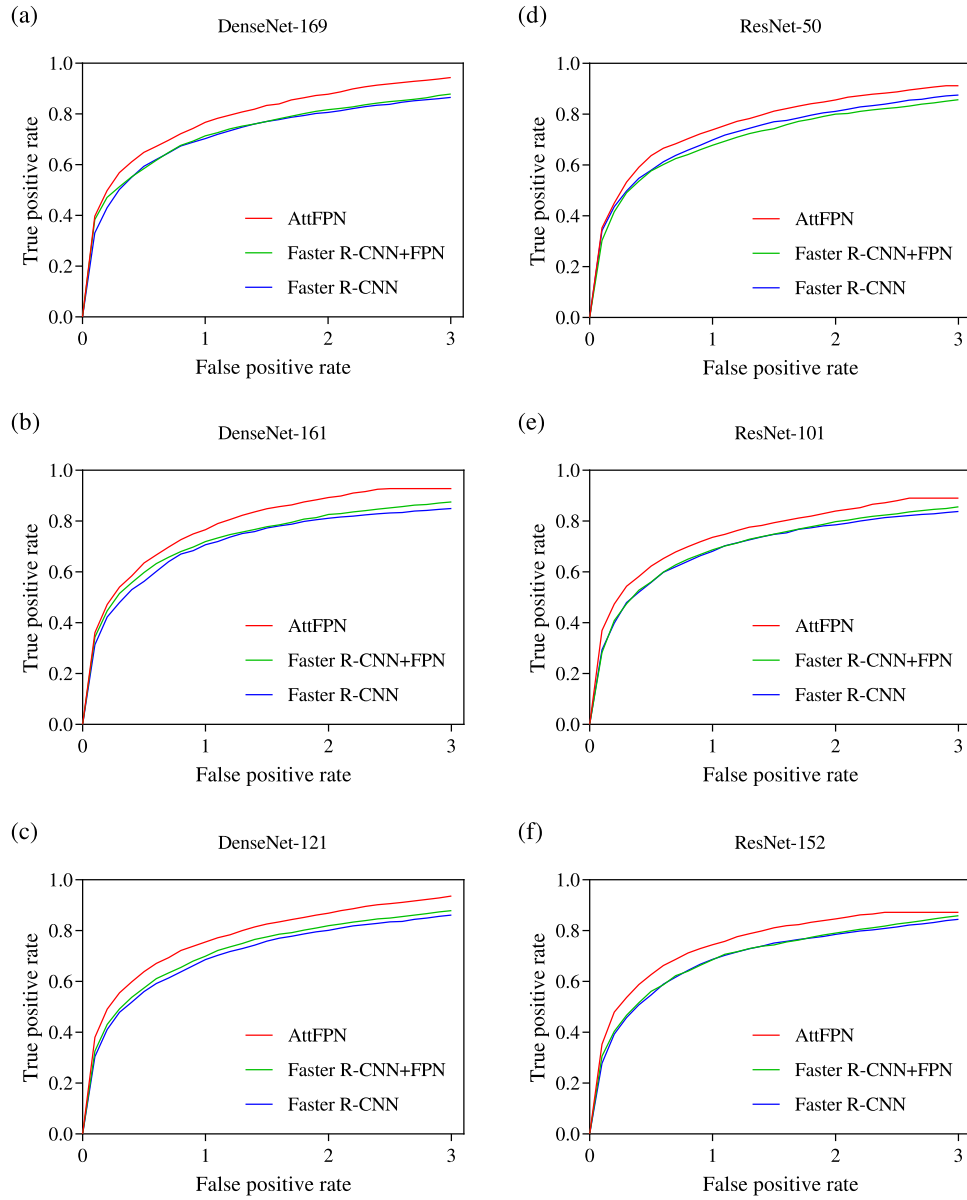 (a)
DenseNet-169
True positive rate
1.0
0.8
0.6
0.4
0.2
0.0
AttFPN
Faster R-CNN+FPN
Faster R-CNN
0 1 2 3
False positive rate
(d)
ResNet-50
True positive rate
1.0
0.8
0.6
0.4
0.2
0.0
AttFPN
Faster R-CNN+FPN
Faster R-CNN
0 1 2 3
False positive rate
(b)
DenseNet-161
True positive rate
1.0
0.8
0.6
0.4
0.2
0.0
AttFPN
Faster R-CNN+FPN
Faster R-CNN
0 1 2 3
False positive rate
(e)
ResNet-101
True positive rate
1.0
0.8
0.6
0.4
0.2
0.0
AttFPN
Faster R-CNN+FPN
Faster R-CNN
0 1 2 3
False positive rate
(c)
DenseNet-121
True positive rate
1.0
0.8
0.6
0.4
0.2
0.0
AttFPN
Faster R-CNN+FPN
Faster R-CNN
0 1 2 3
False positive rate
(f)
ResNet-152
True positive rate
1.0
0.8
0.6
0.4
0.2
0.0
AttFPN
Faster R-CNN+FPN
Faster R-CNN
0 1 2 3
False positive rate